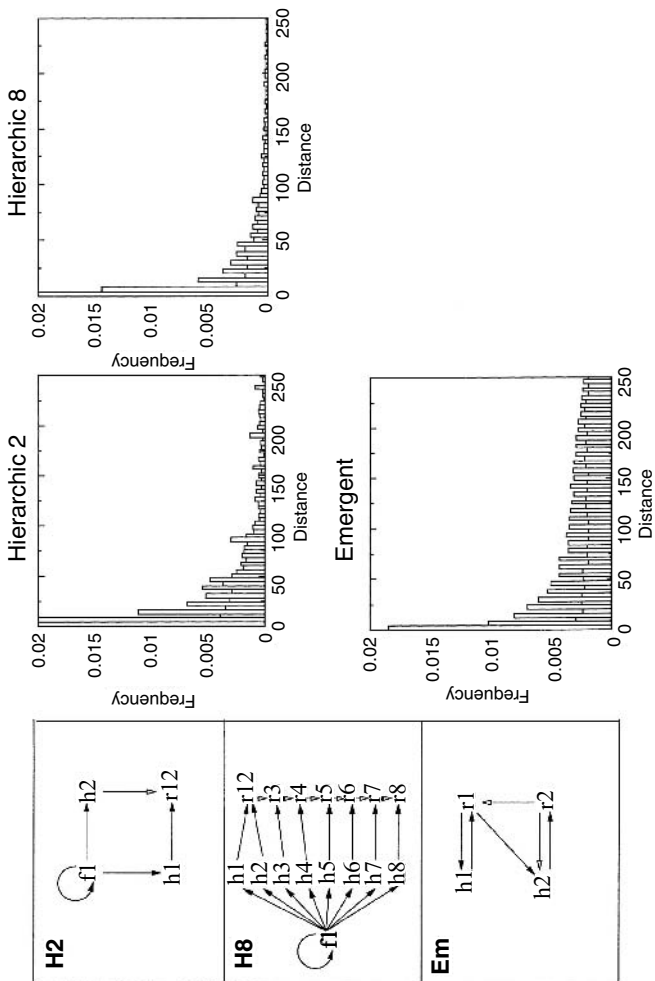 H2
f1 h2
h1 r12
H8
h1 r12
h2 r3
h3 r4
h4 r5
f1 h5 r6
h6 r7
h7 r8
h8
Em
h1 r1
h2 r2
Hierarchic 2
0.02
0.015
0.01
0.005
0
Frequency
0 50 100 150 200 250
Distance
Hierarchic 8
0.02
0.015
0.01
0.005
0
Frequency
0 50 100 150 200 250
Distance
Emergent
0.02
0.015
0.01
0.005
0
Frequency
0 50 100 150 200 250
Distance